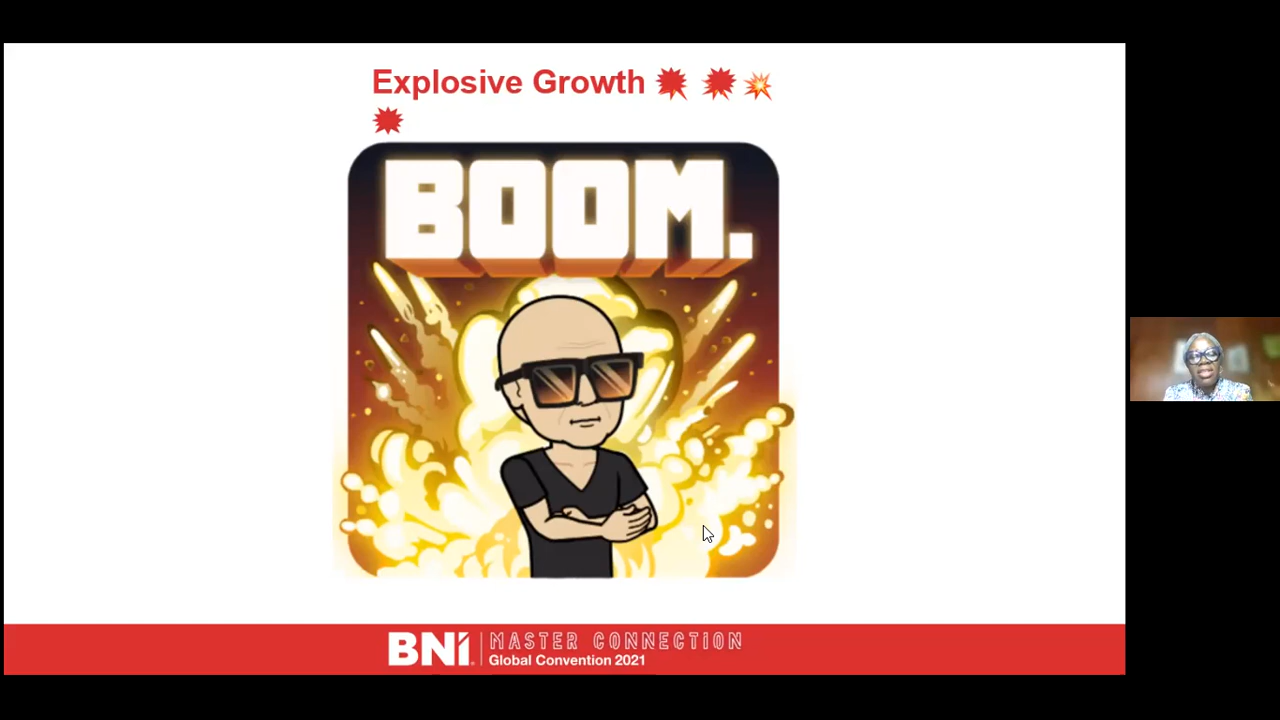 Explosive Growth
BOOM.
BNI
MASTER CONNECTION
Global Convention 2021